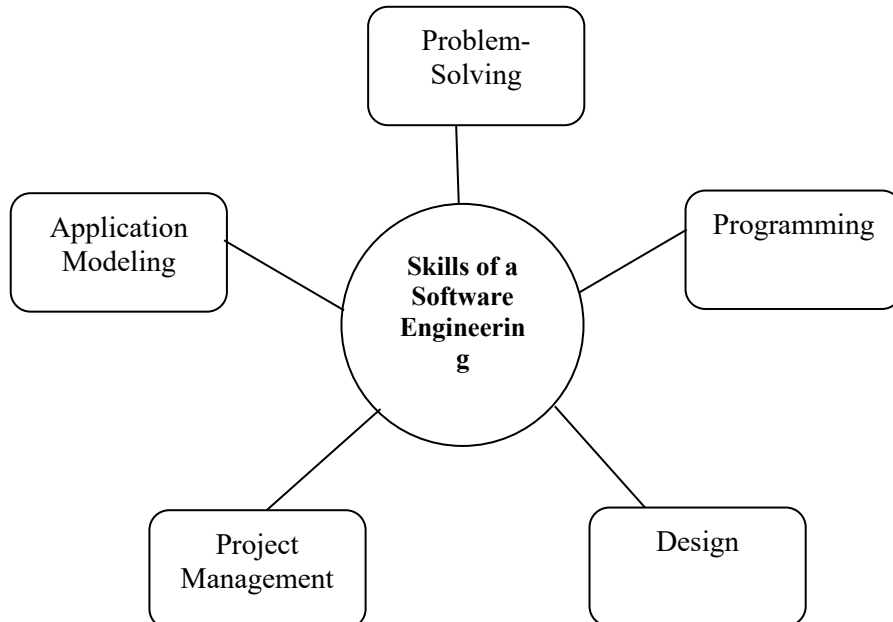 Problem-
Solving
Application
Modeling
Programming
Skills of a
Software
Engineerin
g
Project
Management
Design